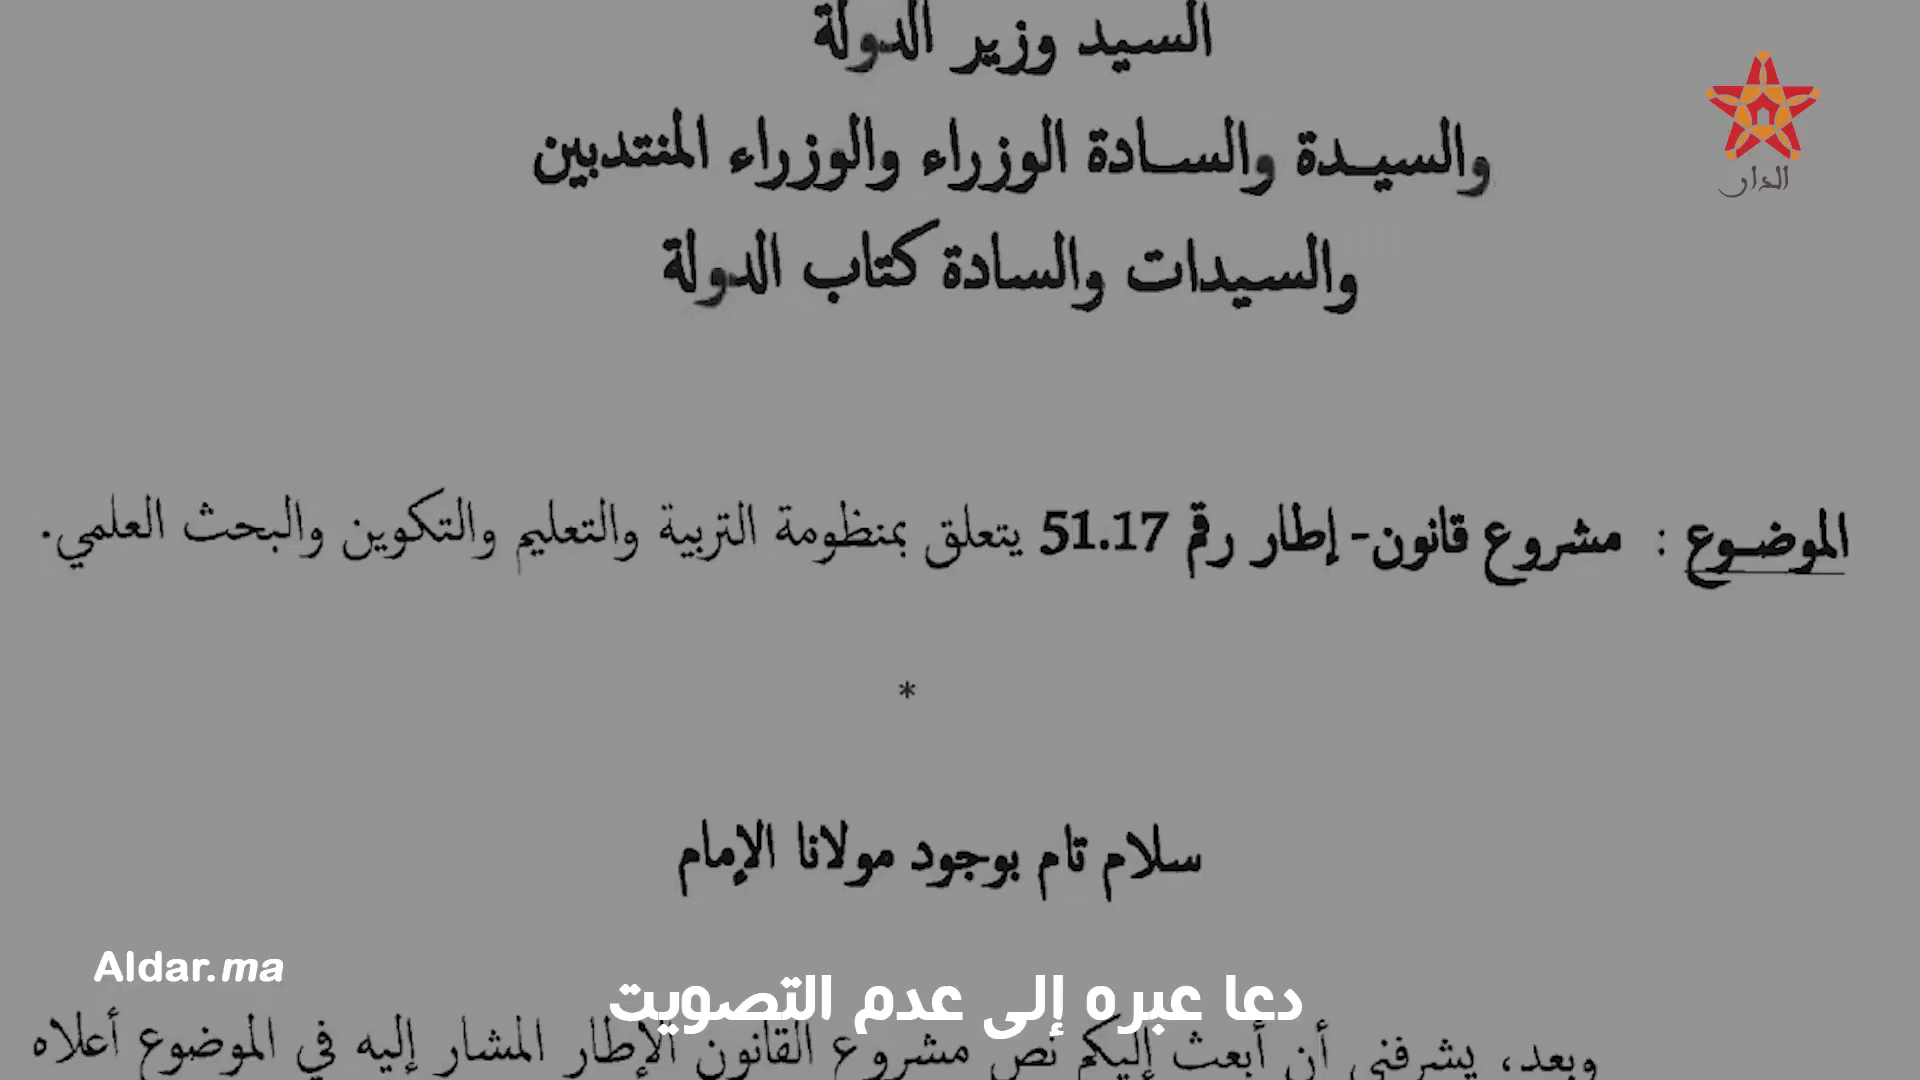 السيد وزير الدولة
والسيدة والسادة الوزراء والوزراء المنتدبين
والسيدات والسادة كتاب الدولة
الدار
الموضوع : مشروع قانون- إطار رقم 51.17 يتعلق بمنظومة التربية والتعليم والتكوين والبحث العلمي.
*
سلام تام بوجود مولانا الإمام
Aldar.ma
دعا عبره إلى عدم التصويت
وبعد، يشرفني أن أبعث إليكم نص مشروع القانون الإطار المشار إليه في الموضوع أعلاه